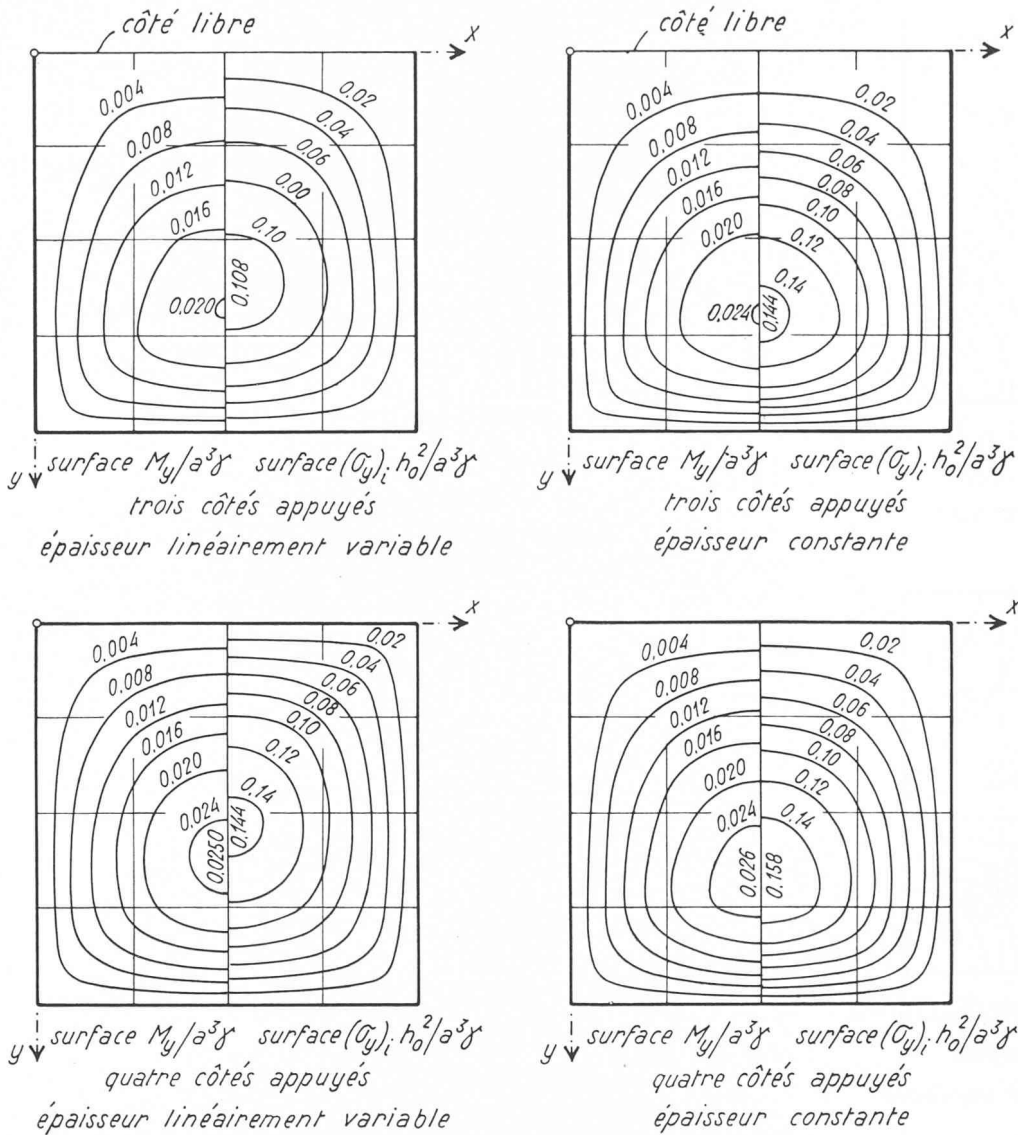 côté libre
x
0.004
0.008
0.012
0.016
0.020
0.02
0.04
0.06
0.00
0.10
0.108
y
surface My/a³γ surface (σy)i h₀²/a³γ
trois côtés appuyés
épaisseur linéairement variable
côté libre
x
0.004
0.008
0.012
0.016
0.020
0.024
0.02
0.04
0.06
0.08
0.10
0.12
0.14
0.144
y
surface My/a³γ surface (σy)i h₀²/a³γ
trois côtés appuyés
épaisseur constante
x
0.004
0.008
0.012
0.016
0.020
0.024
0.0250
0.02
0.04
0.06
0.08
0.10
0.12
0.14
0.144
y
surface My/a³γ surface (σy)i h₀²/a³γ
quatre côtés appuyés
épaisseur linéairement variable
x
0.004
0.008
0.012
0.016
0.020
0.024
0.026
0.02
0.04
0.06
0.08
0.10
0.12
0.14
0.158
y
surface My/a³γ surface (σy)i h₀²/a³γ
quatre côtés appuyés
épaisseur constante